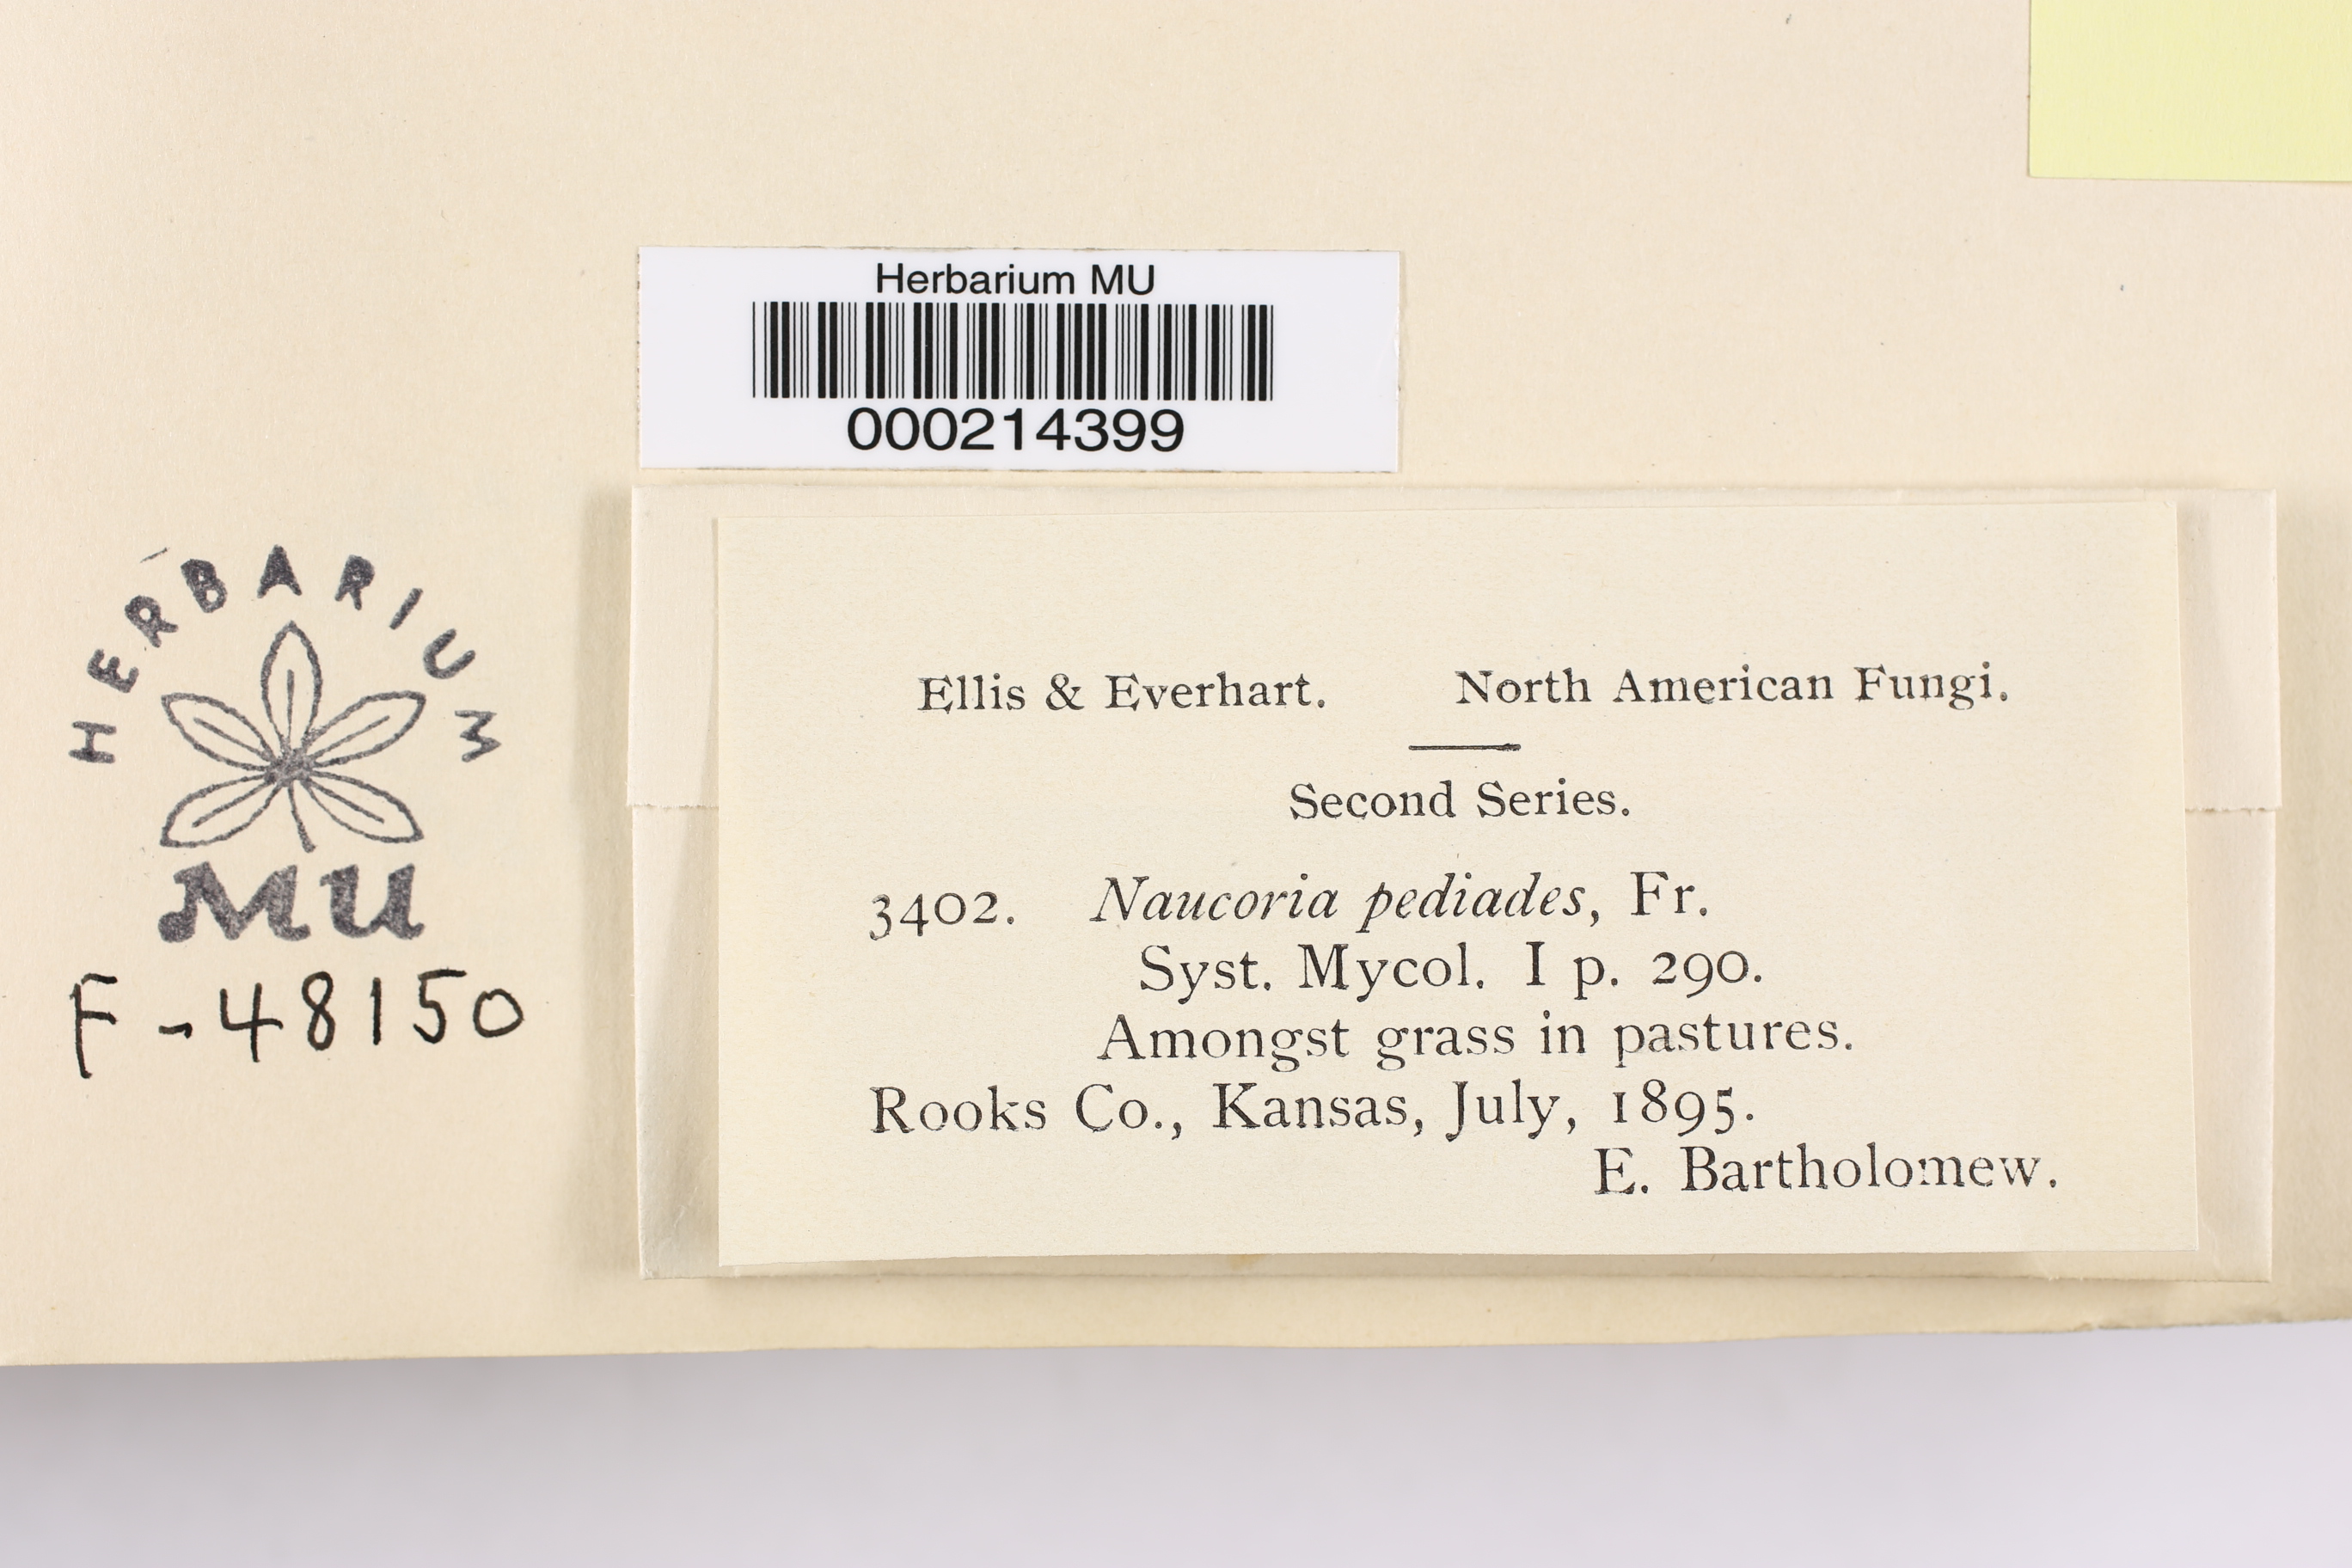 Herbarium MU
000214399
HERBARIUM
MU
F-48150
Ellis & Everhart. North American Fungi.
Second Series.
3402. Naucoria pediades, Fr.
Syst. Mycol. I p. 290.
Amongst grass in pastures.
Rooks Co., Kansas, July, 1895.
E. Bartholomew.